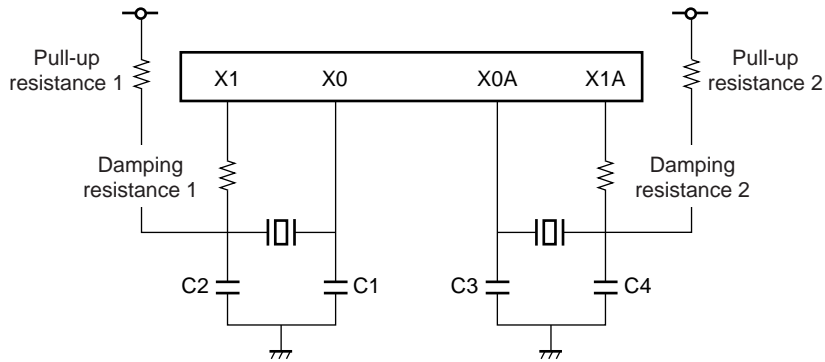 Pull-up
resistance 1
X1
X0
X0A
X1A
Pull-up
resistance 2
Damping
resistance 1
Damping
resistance 2
C2
C1
C3
C4